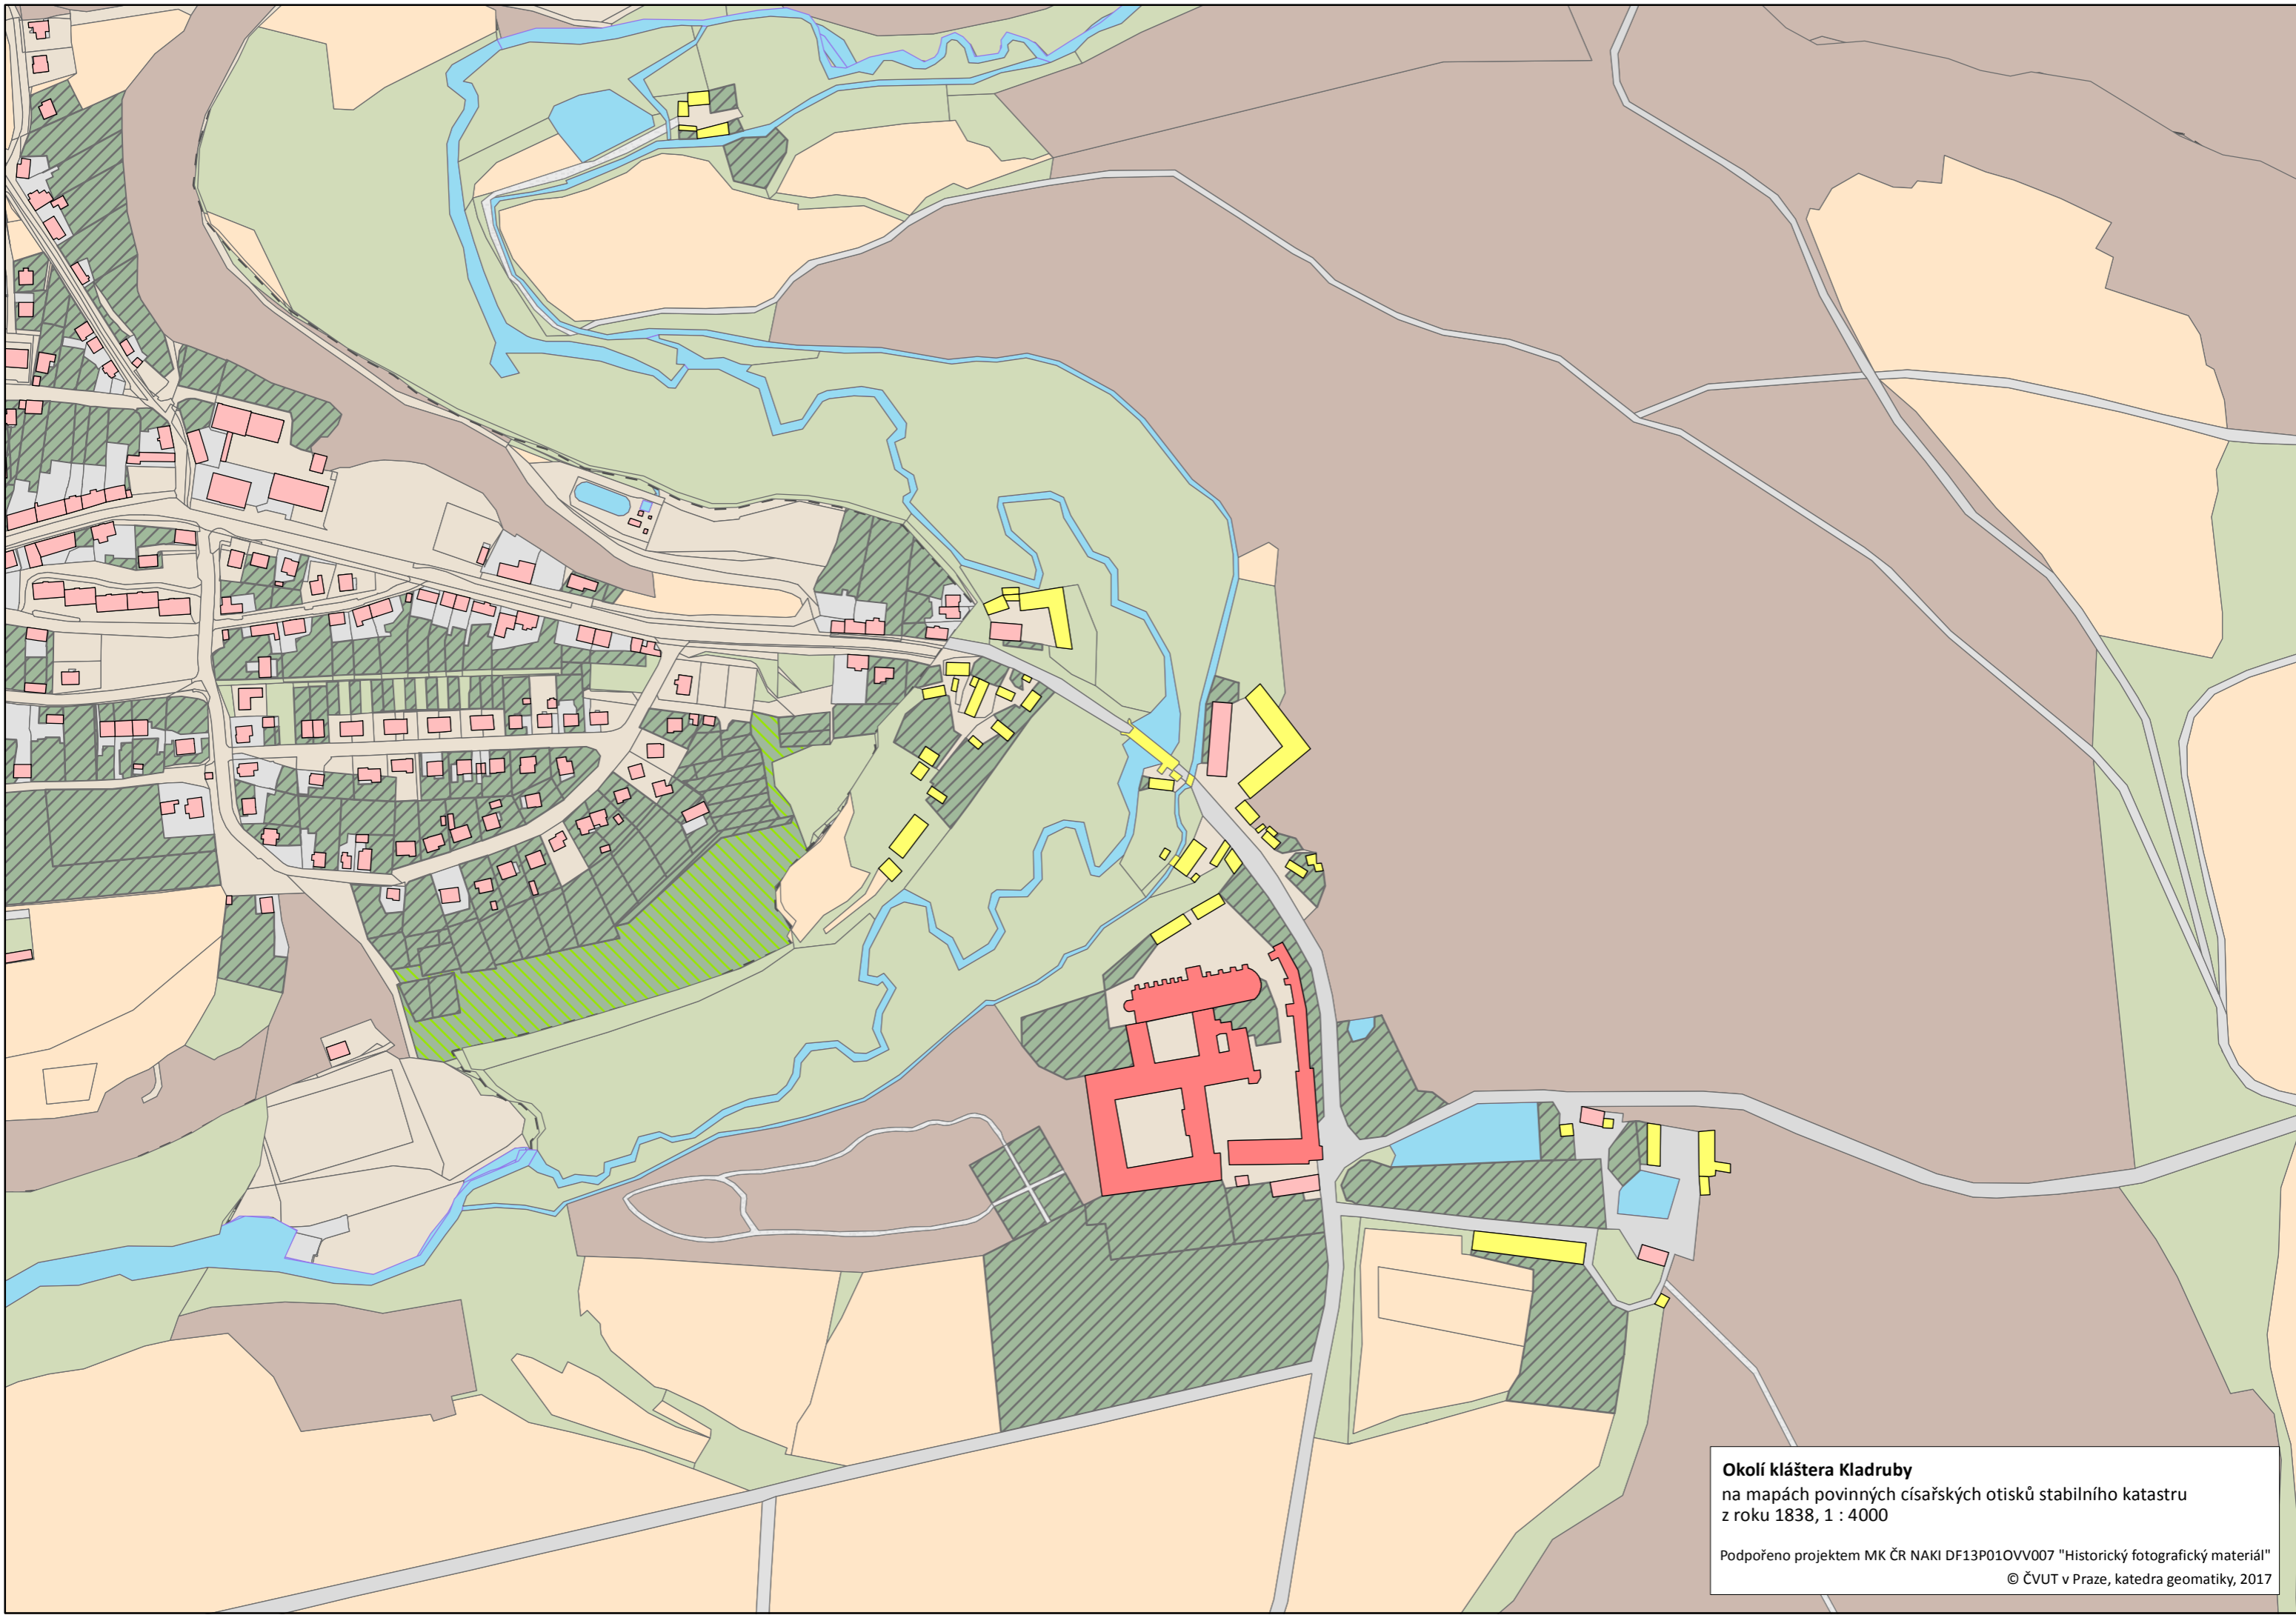 Okolí kláštera Kladruby
na mapách povinných císařských otisků stabilního katastru
z roku 1838, 1 : 4000
Podpořeno projektem MK ČR NAKI DF13P01OVV007 "Historický fotografický materiál"
© ČVUT v Praze, katedra geomatiky, 2017